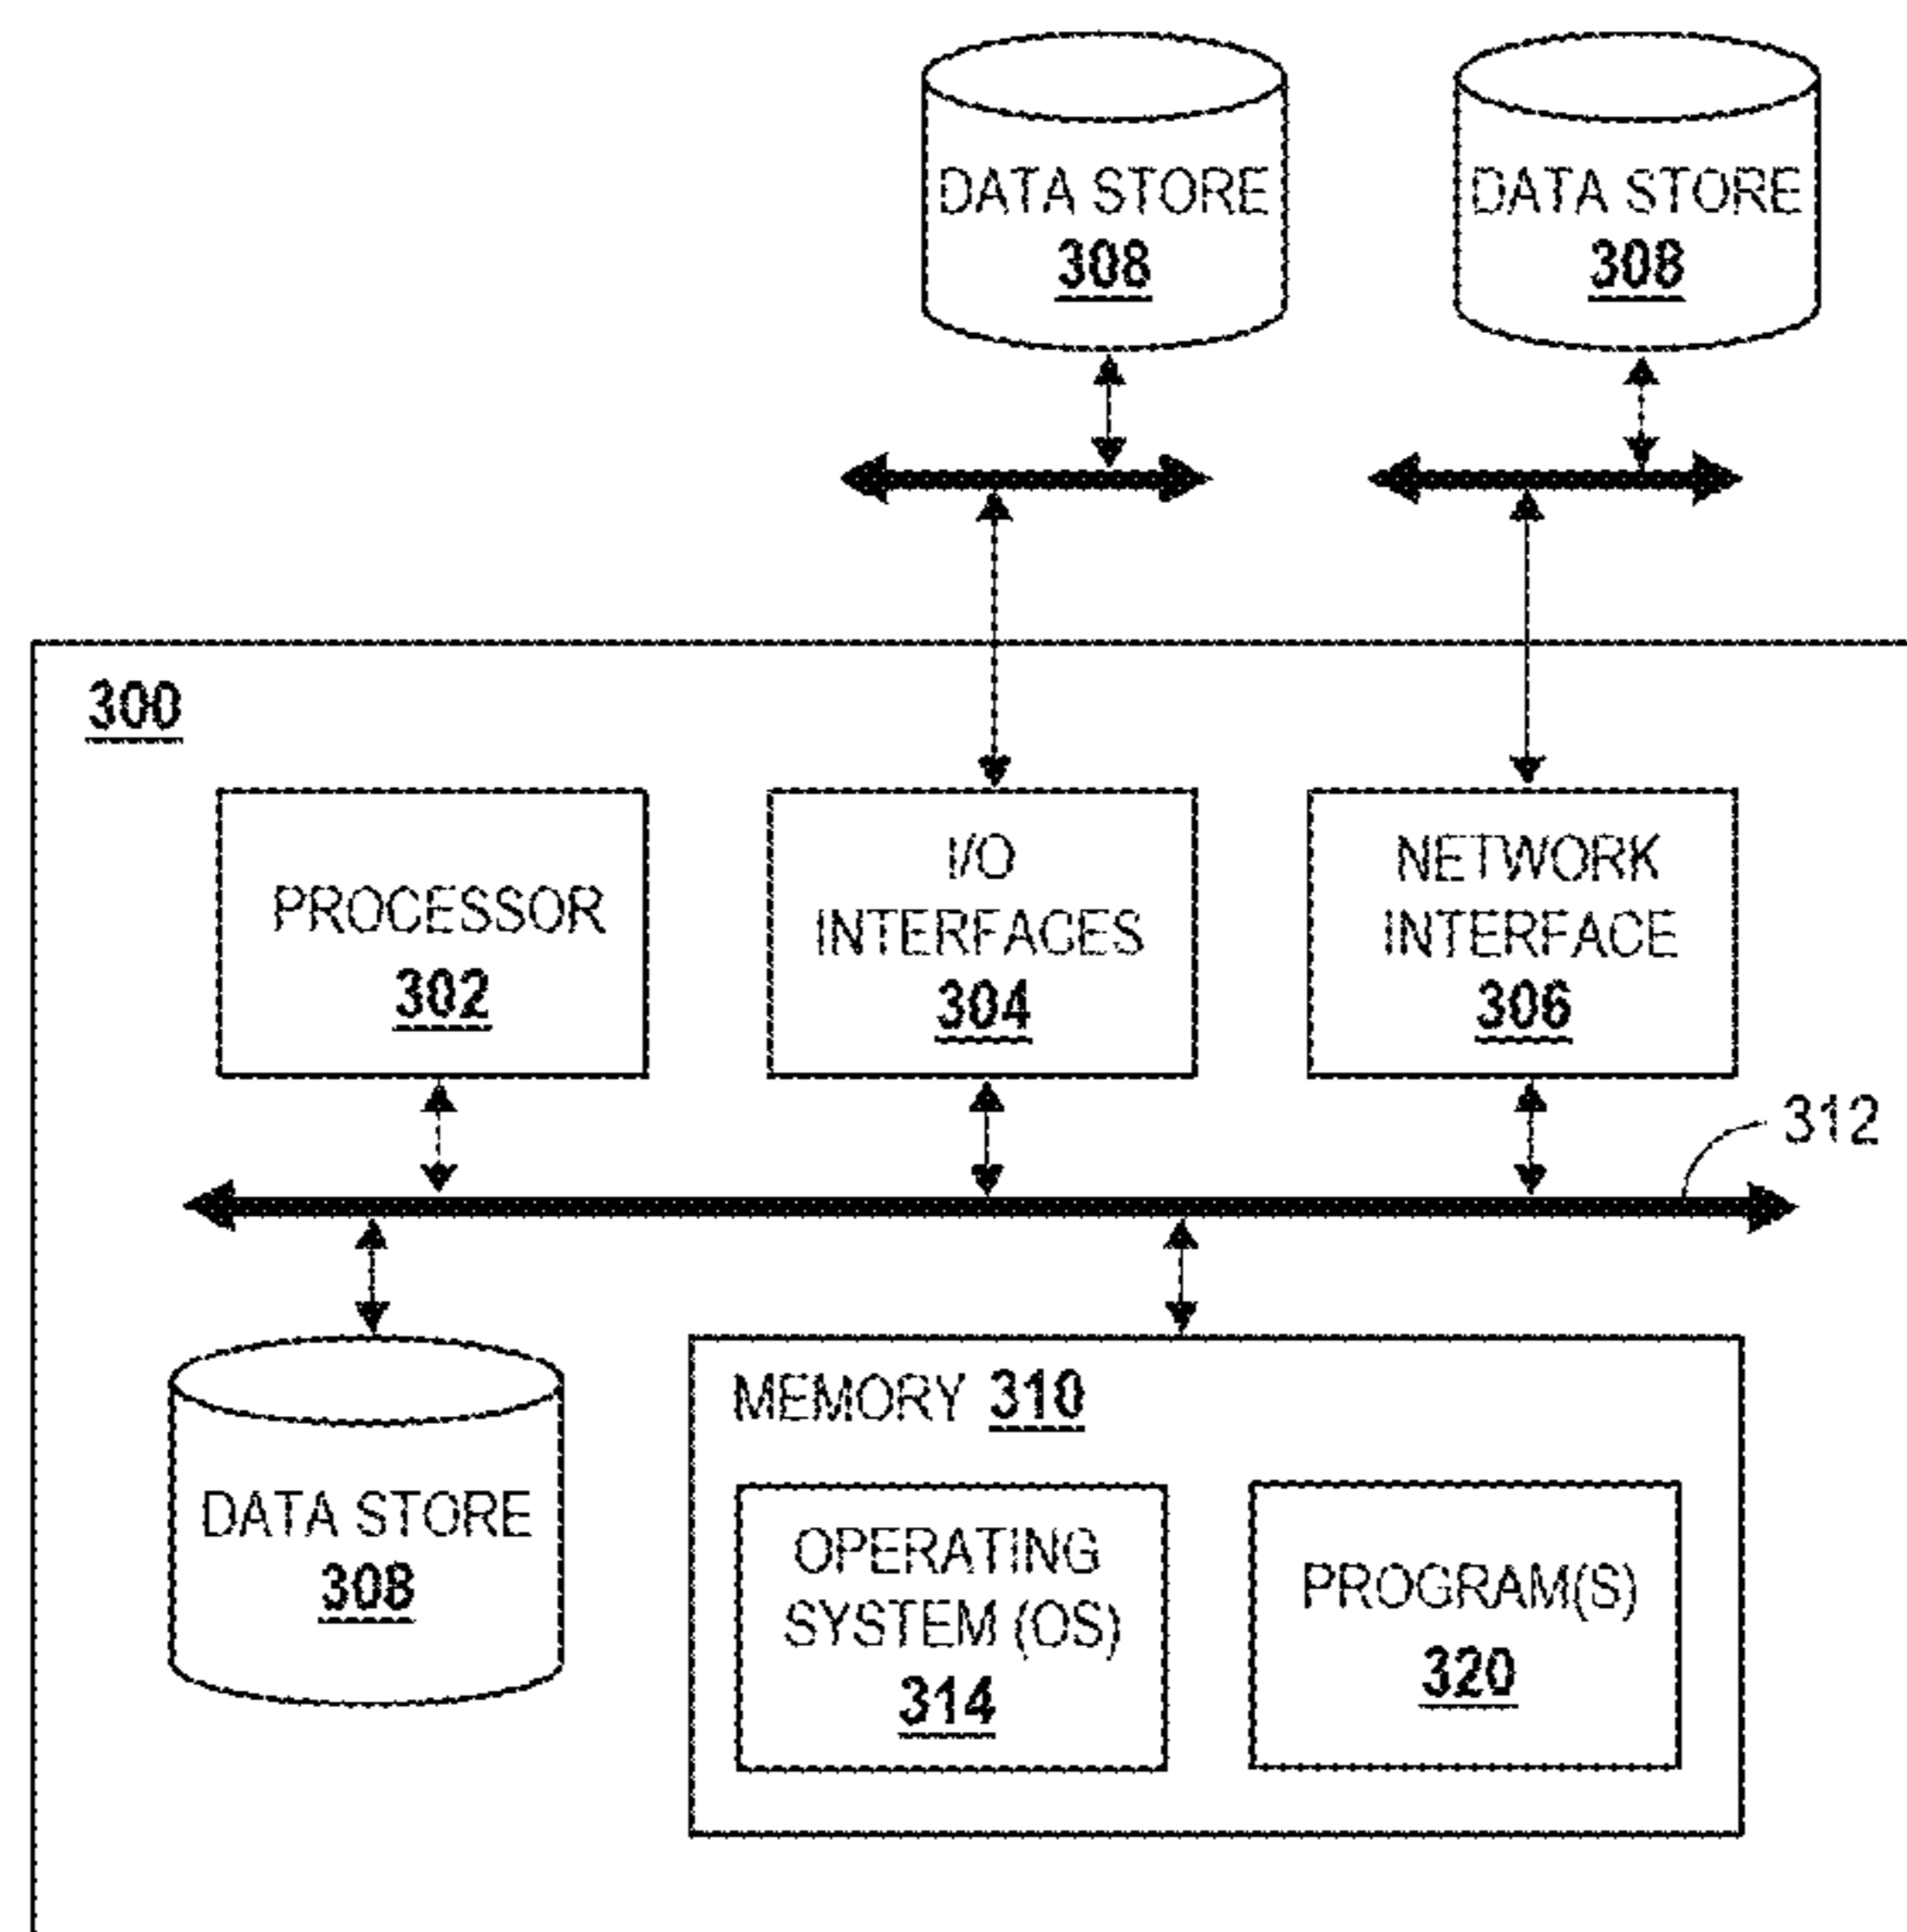 DATA STORE
308
DATA STORE
308
300
PROCESSOR
302
I/O
INTERFACES
304
NETWORK
INTERFACE
306
312
DATA STORE
308
MEMORY 310
OPERATING
SYSTEM (OS)
314
PROGRAM(S)
320